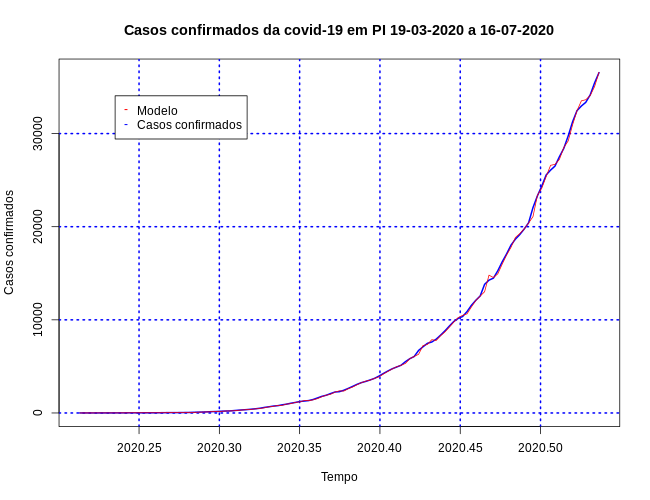 Casos confirmados da covid-19 em PI 19-03-2020 a 16-07-2020
Casos confirmados
30000
20000
10000
0
- Modelo
- Casos confirmados
2020.25 2020.30 2020.35 2020.40 2020.45 2020.50
Tempo